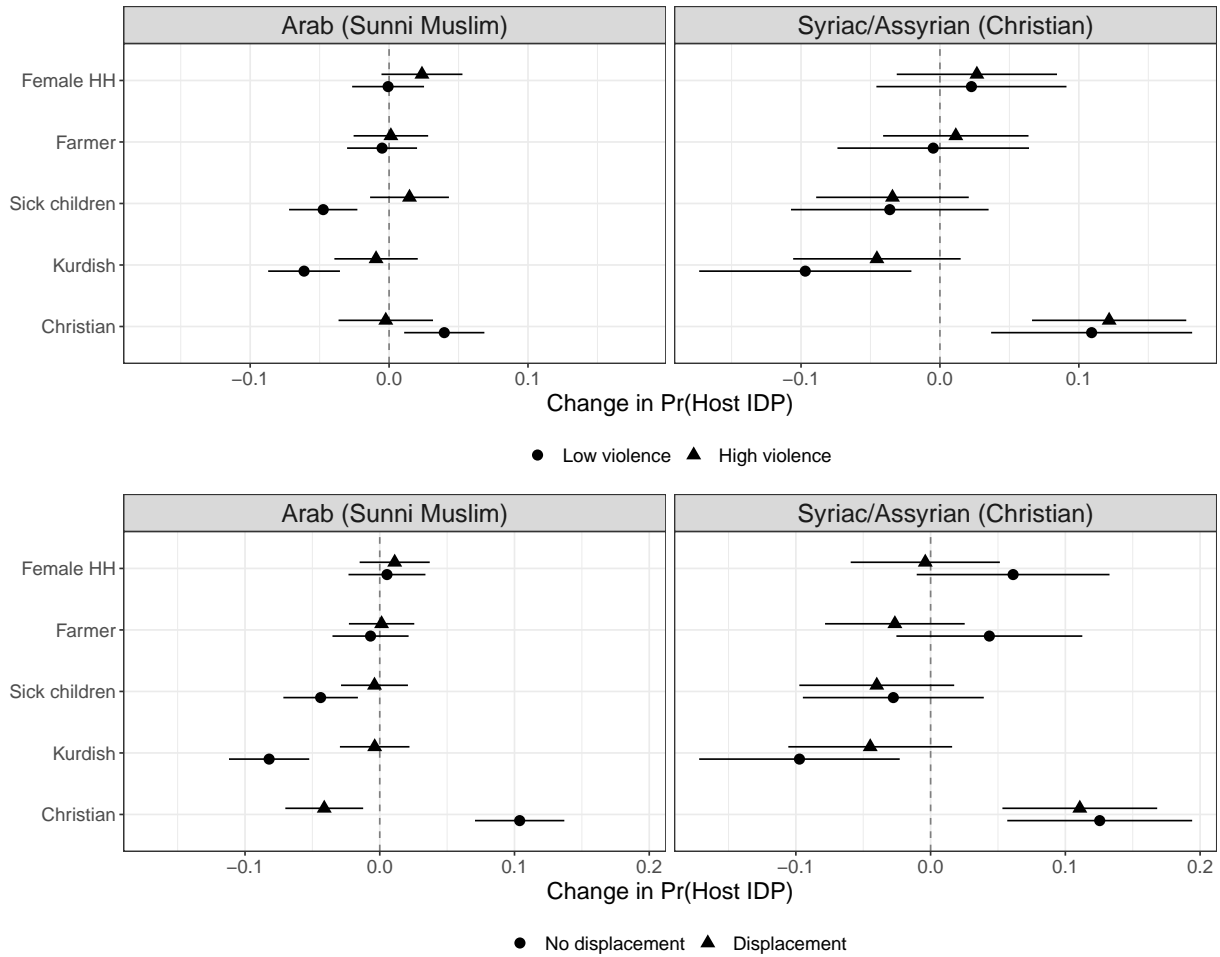 Arab (Sunni Muslim)
Syriac/Assyrian (Christian)
Female HH
Farmer
Sick children
Kurdish
Christian
−0.1 0.0 0.1
−0.1 0.0 0.1
Change in Pr(Host IDP)
Low violence High violence
Arab (Sunni Muslim)
Syriac/Assyrian (Christian)
Female HH
Farmer
Sick children
Kurdish
Christian
−0.1 0.0 0.1 0.2
−0.1 0.0 0.1 0.2
Change in Pr(Host IDP)
No displacement Displacement